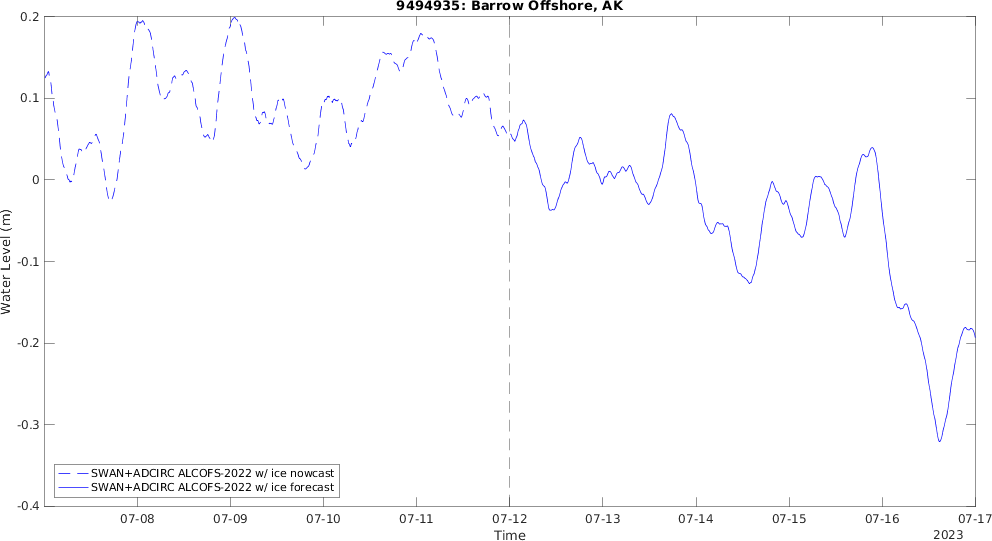 9494935: Barrow Offshore, AK
Water Level (m)
0.2
0.1
0
-0.1
-0.2
-0.3
-0.4
SWAN+ADCIRC ALCOFS-2022 w/ ice nowcast
SWAN+ADCIRC ALCOFS-2022 w/ ice forecast
07-08 07-09 07-10 07-11 07-12 07-13 07-14 07-15 07-16 07-17
Time
2023